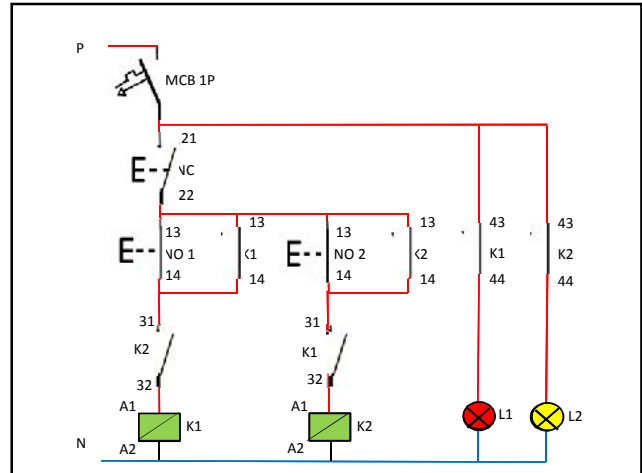 P
MCB 1P
21
NC
22
13 13 13 13 43 43
NO 1 K1 NO 2 K2 K1 K2
14 14 14 14 44 44
31 31
K2 K1
32 32
A1 K1 A1 K2 L1 L2
A2 A2
N